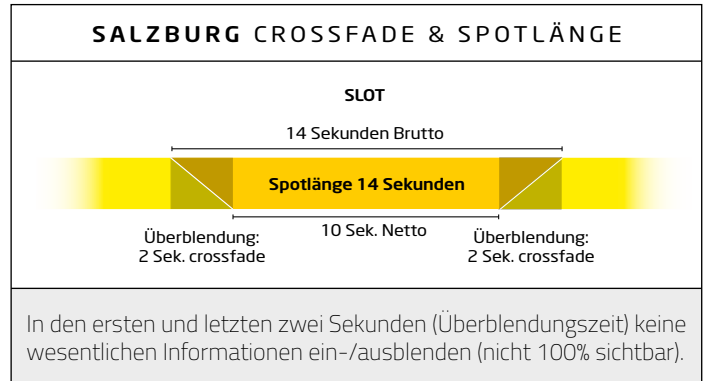 SALZBURG CROSSFADE & SPOTLÄNGE
SLOT
14 Sekunden Brutto
Spotlänge 14 Sekunden
10 Sek. Netto
Überblendung:
2 Sek. crossfade
Überblendung:
2 Sek. crossfade
In den ersten und letzten zwei Sekunden (Überblendungszeit) keine
wesentlichen Informationen ein-/ausblenden (nicht 100% sichtbar).